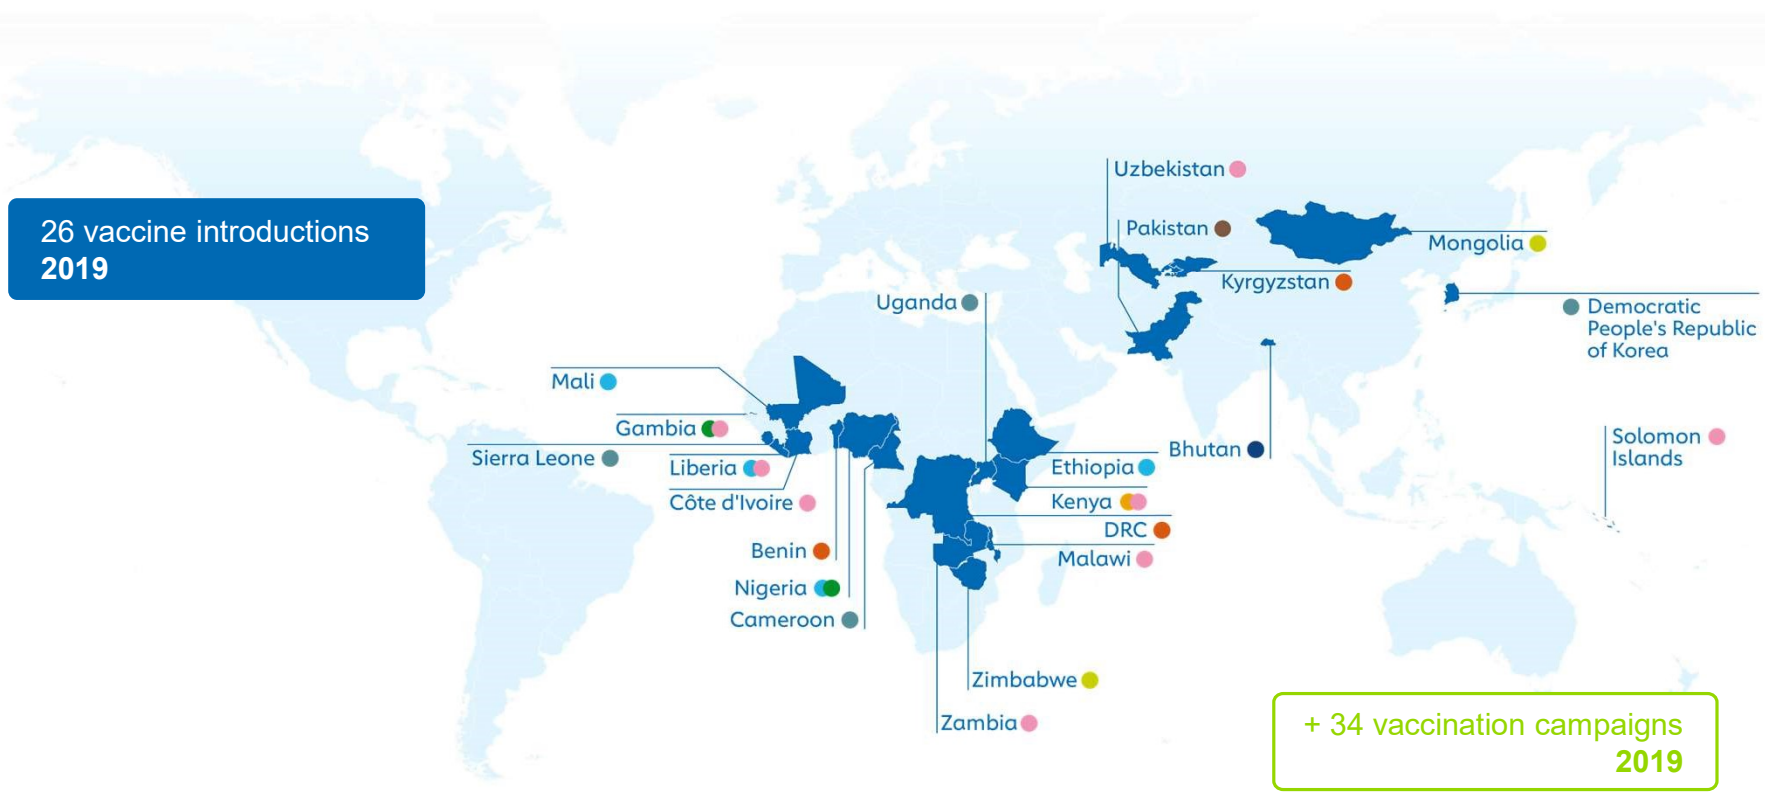 26 vaccine introductions
2019
Uzbekistan
Pakistan
Mongolia
Kyrgyzstan
Uganda
Democratic
People's Republic
of Korea
Mali
Gambia
Sierra Leone
Liberia
Côte d'Ivoire
Benin
Nigeria
Cameroon
Ethiopia
Kenya
DRC
Malawi
Bhutan
Solomon
Islands
Zimbabwe
Zambia
+ 34 vaccination campaigns
2019